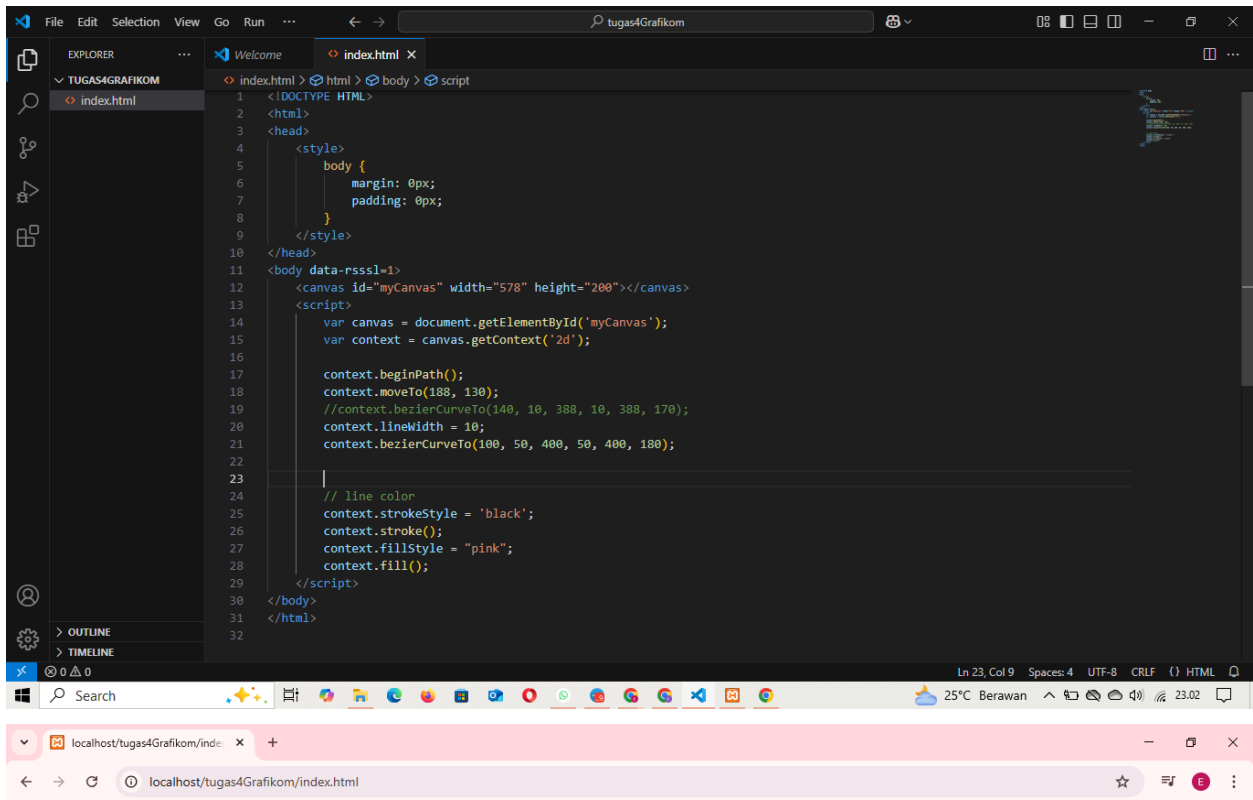 File Edit Selection View Go Run ··· tugas4Grafikom
EXPLORER ··· Welcome index.html
TUGAS4GRAFIKOM index.html > html > body > script
index.html
1 <!DOCTYPE HTML>
2 <html>
3 <head>
4 <style>
5 body {
6 margin: 0px;
7 padding: 0px;
8 }
9 </style>
10 </head>
11 <body data-rsssl=1>
12 <canvas id="myCanvas" width="578" height="200"></canvas>
13 <script>
14 var canvas = document.getElementById('myCanvas');
15 var context = canvas.getContext('2d');
16
17 context.beginPath();
18 context.moveTo(188, 130);
19 //context.bezierCurveTo(140, 10, 388, 10, 388, 170);
20 context.lineWidth = 10;
21 context.bezierCurveTo(100, 50, 400, 50, 400, 180);
22
23
24 // line color
25 context.strokeStyle = 'black';
26 context.stroke();
27 context.fillStyle = "pink";
28 context.fill();
29 </script>
30 </body>
31 </html>
32
OUTLINE
TIMELINE
0 0 Ln 23, Col 9 Spaces: 4 UTF-8 CRLF {} HTML
Search 25°C Berawan 23.02
localhost/tugas4Grafikom/inde
localhost/tugas4Grafikom/index.html E